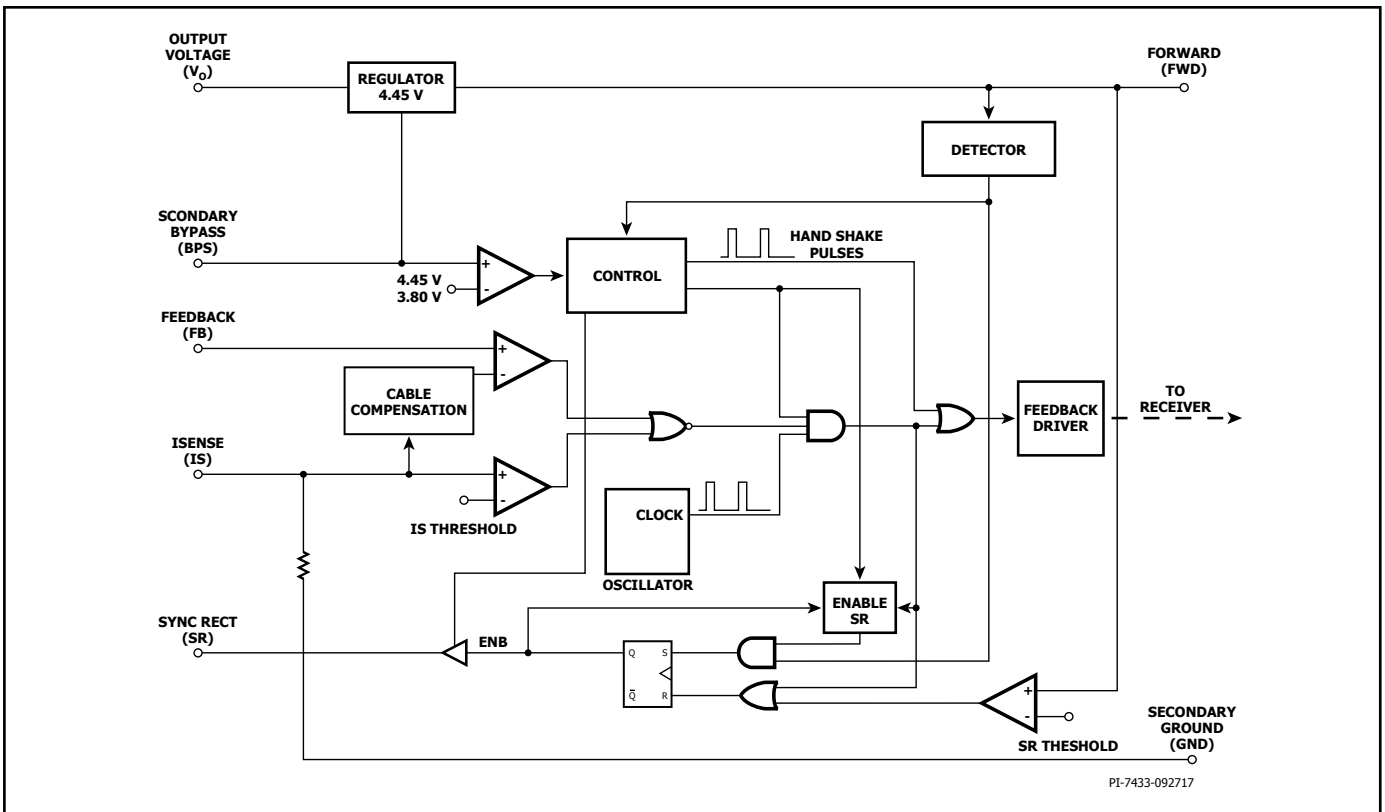 OUTPUT
VOLTAGE
(VO)
REGULATOR
4.45 V
FORWARD
(FWD)
DETECTOR
SCONDARY
BYPASS
(BPS)
+
-
4.45 V
3.80 V
CONTROL
HAND SHAKE
PULSES
FEEDBACK
(FB)
+
-
CABLE
COMPENSATION
FEEDBACK
DRIVER
TO
RECEIVER
ISENSE
(IS)
+
-
IS THRESHOLD
CLOCK
OSCILLATOR
ENABLE
SR
SYNC RECT
(SR)
ENB
Q
S
Q̅
R
+
-
SR THESHOLD
SECONDARY
GROUND
(GND)
PI-7433-092717